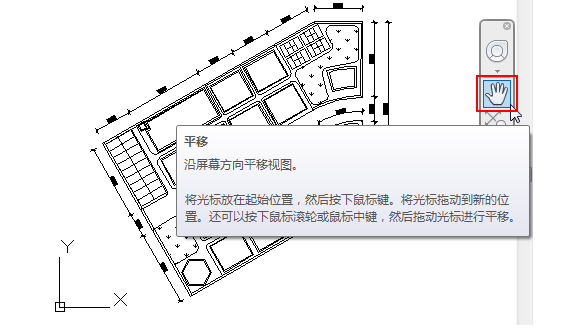 平移
沿屏幕方向平移视图。
将光标放在起始位置，然后按下鼠标键。将光标拖动到新的位
置。还可以按下鼠标滚轮或鼠标中键，然后拖动光标进行平移。
Y
X